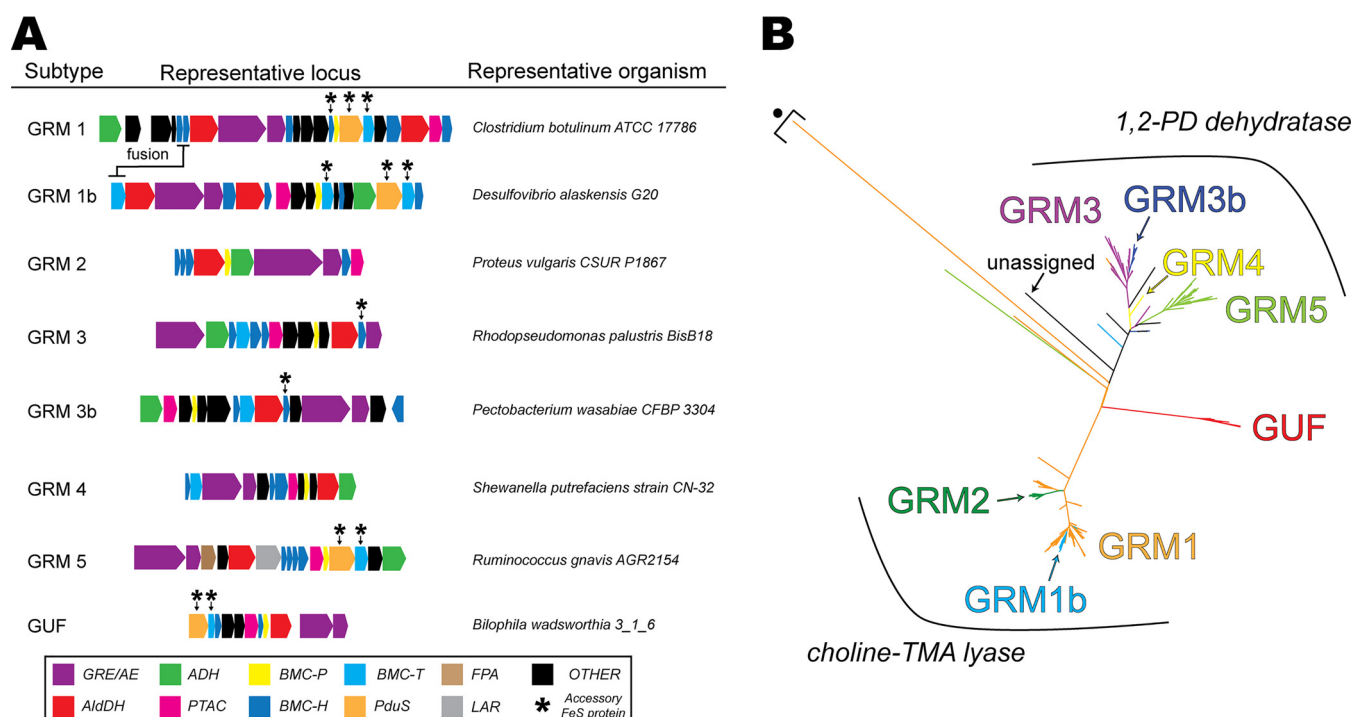 A
Subtype Representative locus Representative organism
GRM 1 * * * Clostridium botulinum ATCC 17786
fusion
GRM 1b * * * Desulfovibrio alaskensis G20
GRM 2 Proteus vulgaris CSUR P1867
GRM 3 * Rhodopseudomonas palustris BisB18
GRM 3b * Pectobacterium wasabiae CFBP 3304
GRM 4 Shewanella putrefaciens strain CN-32
GRM 5 * * Ruminococcus gnavis AGR2154
GUF ** Bilophila wadsworthia 3_1_6
GRE/AE ADH BMC-P BMC-T FPA OTHER
AldDH PTAC BMC-H PduS LAR * Accessory
FeS protein
B
1,2-PD dehydratase
GRM3 GRM3b
unassigned GRM4
GRM5
GUF
GRM2
GRM1
GRM1b
choline-TMA lyase